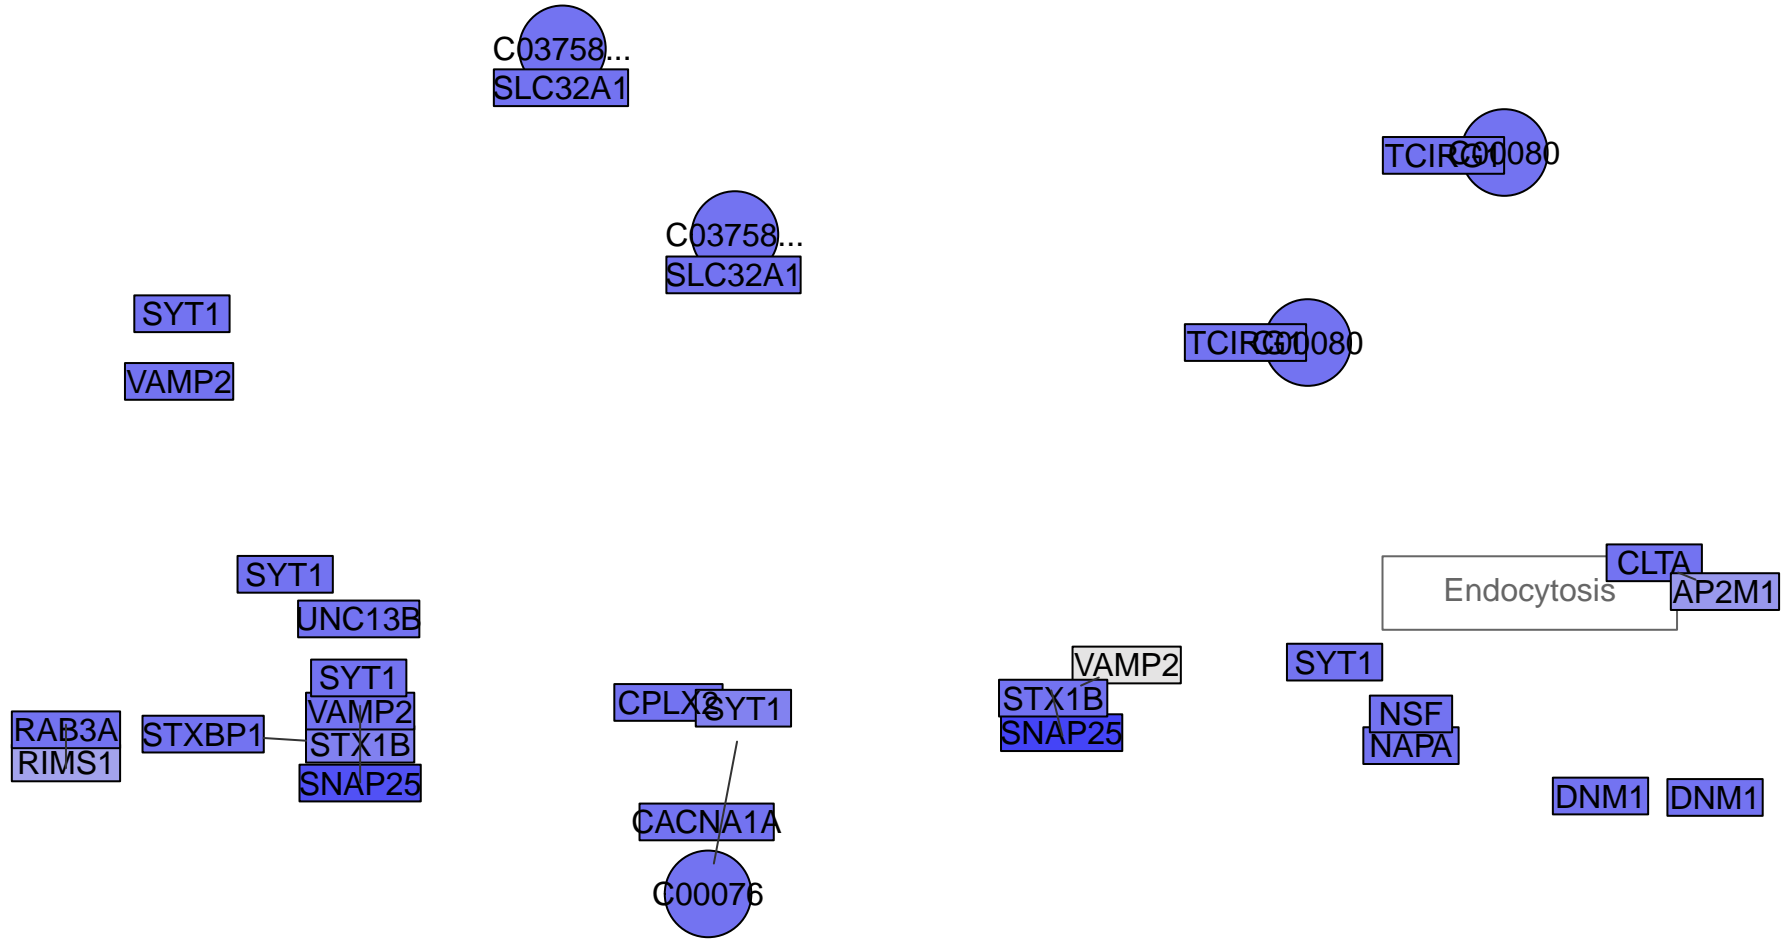 C03758...
SLC32A1
TCIRG1
C00080
C03758...
SLC32A1
SYT1
TCIRG1
C00080
VAMP2
CLTA
SYT1
Endocytosis
AP2M1
UNC13B
SYT1
VAMP2
SYT1
CPLX2
SYT1
STX1B
NSF
VAMP2
RAB3A
STXBP1
SNAP25
STX1B
NAPA
RIMS1
SNAP25
DNM1
DNM1
CACNA1A
C00076